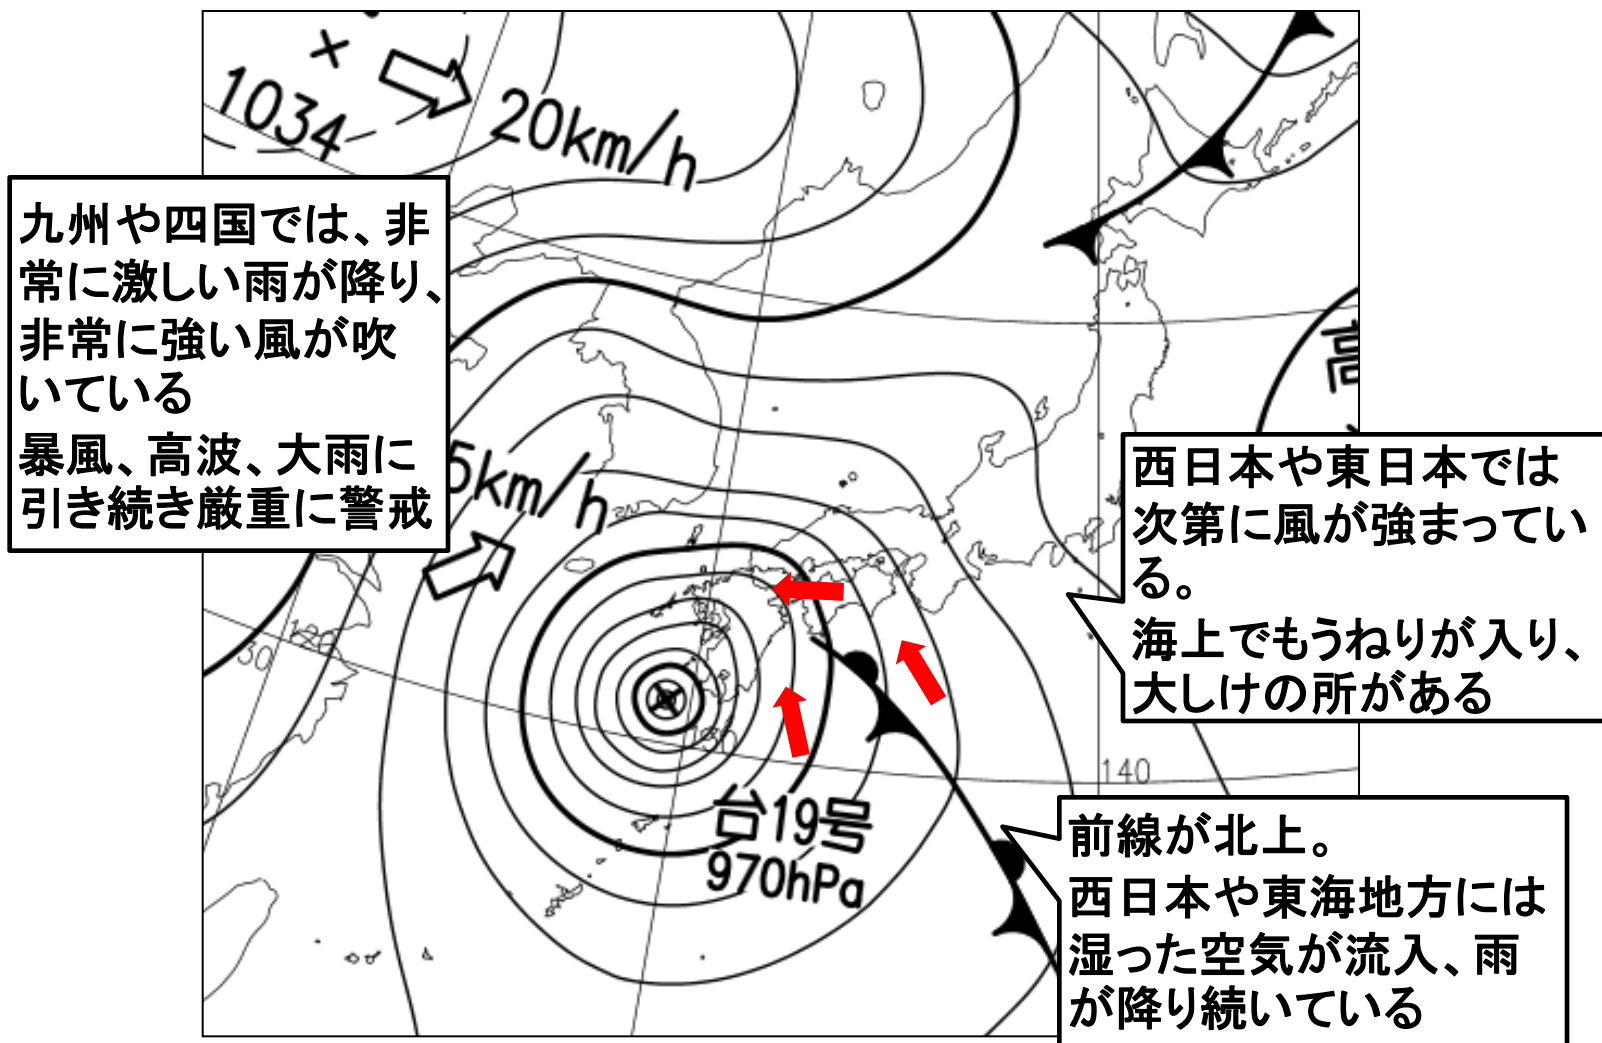 1034
20km/h
九州や四国では、非
常に激しい雨が降り、
非常に強い風が吹
いている
暴風、高波、大雨に
引き続き厳重に警戒
5km/h
高
西日本や東日本では
次第に風が強まってい
る。
海上でもうねりが入り、
大しけの所がある
30
120
130
140
台19号
970hPa
前線が北上。
西日本や東海地方には
湿った空気が流入、雨
が降り続いている